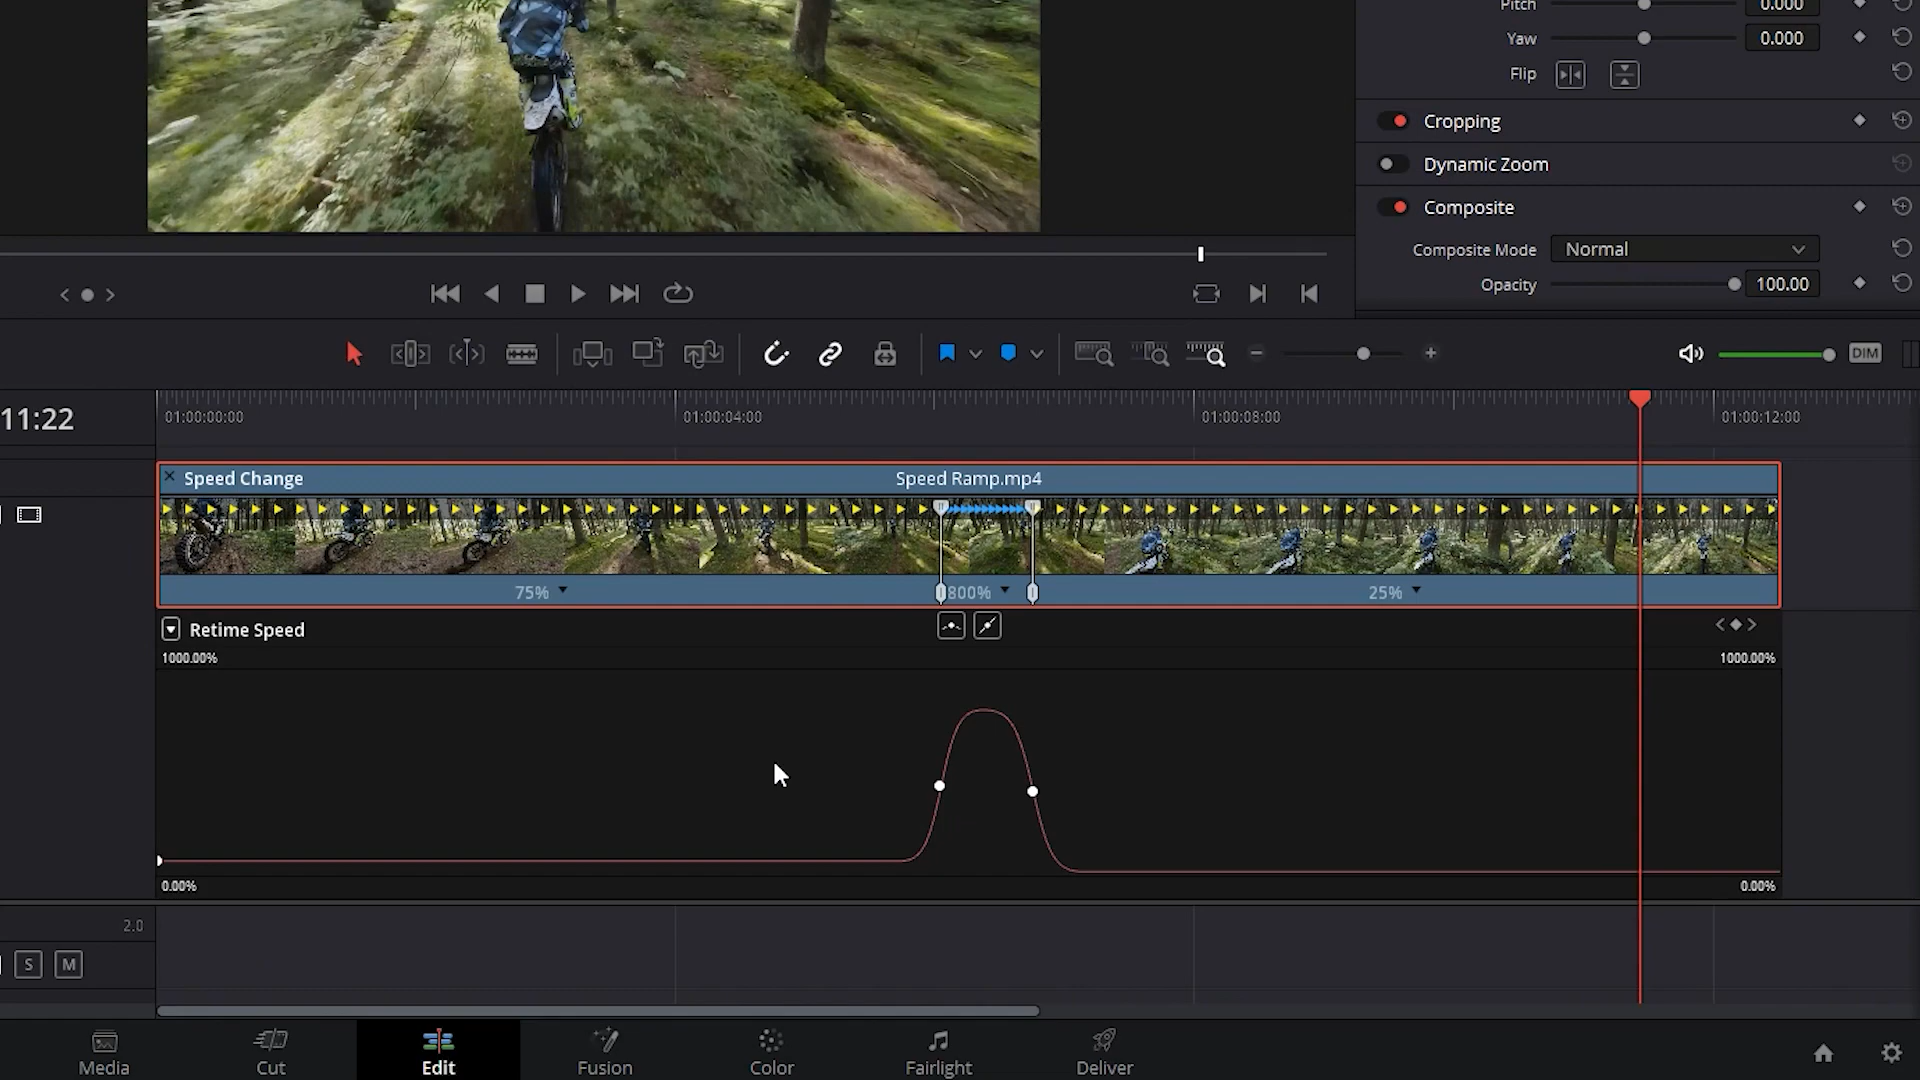 Pitch 0.000
Yaw 0.000
Flip
Cropping
Dynamic Zoom
Composite
Composite Mode Normal
Opacity 100.00
DIM
11:22
01:00:00:00 01:00:04:00 01:00:08:00 01:00:12:00
Speed Change Speed Ramp.mp4
75% 800% 25%
Retime Speed
1000.00% 1000.00%
0.00% 0.00%
2.0
S M
Media Cut Edit Fusion Color Fairlight Deliver